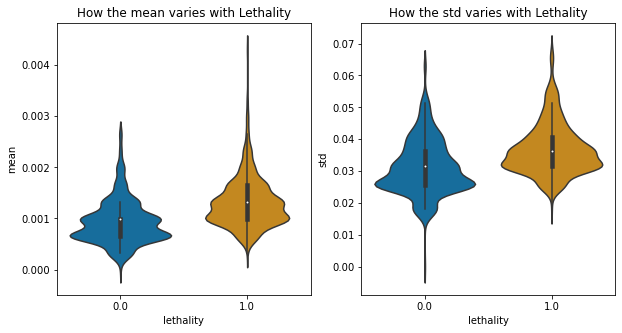 How the mean varies with Lethality
mean
0.004
0.003
0.002
0.001
0.000
0.0
1.0
lethality
How the std varies with Lethality
std
0.07
0.06
0.05
0.04
0.03
0.02
0.01
0.00
0.0
1.0
lethality